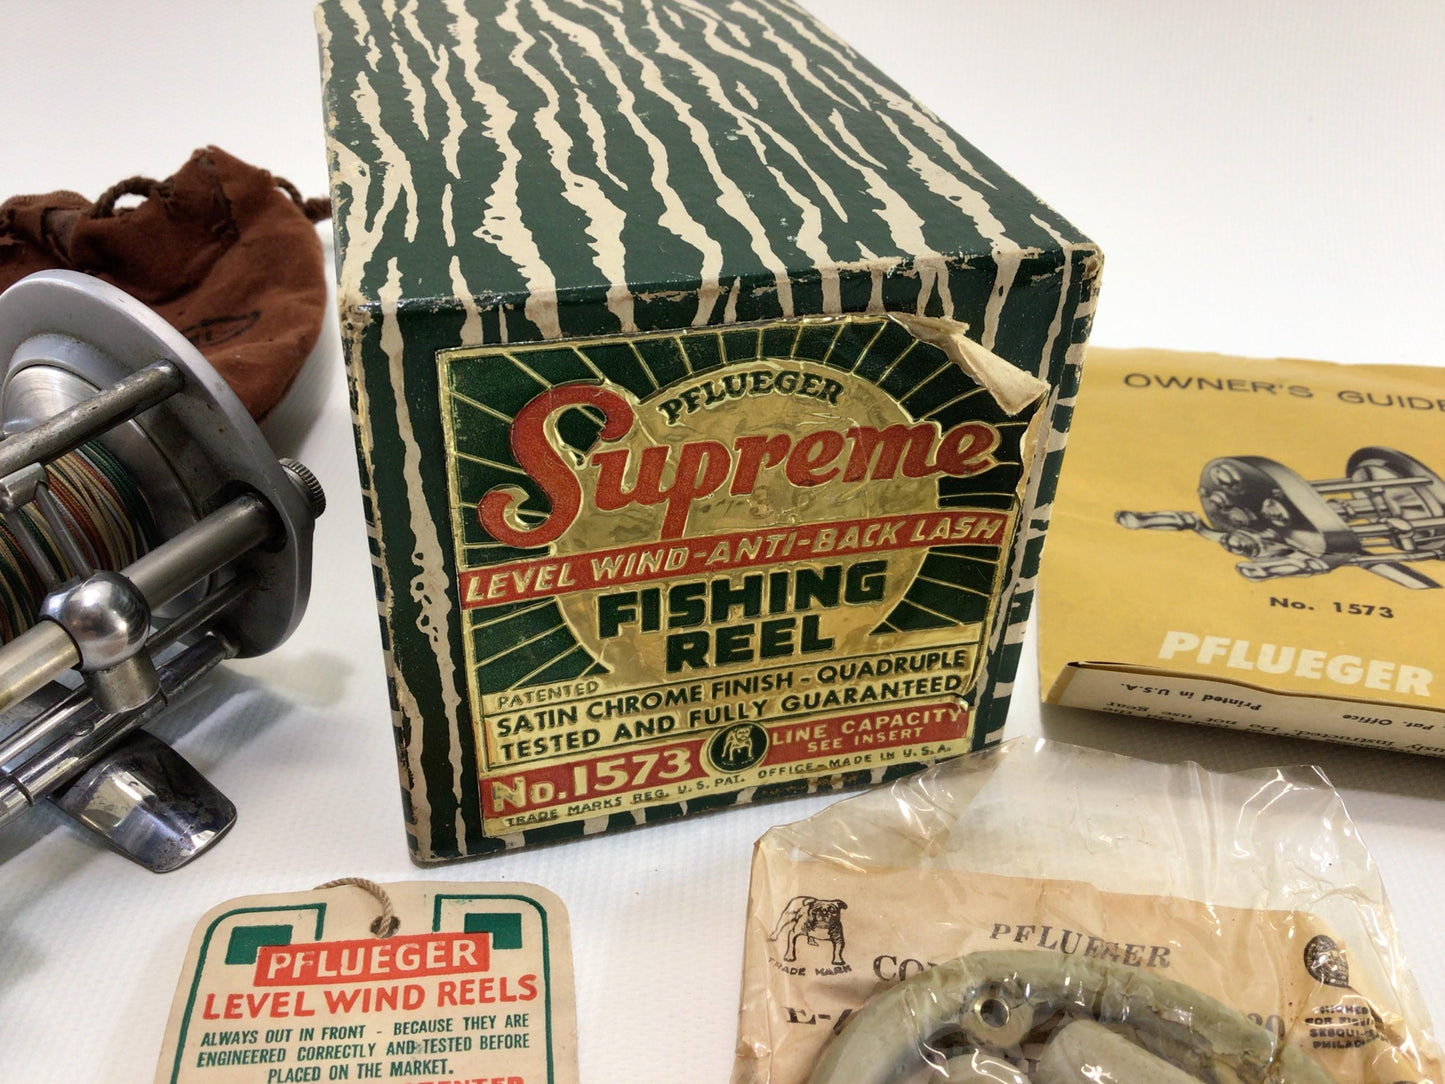 PFLUEGER
Supreme
LEVEL WIND-ANTI-BACK LASH
FISHING
REEL
PATENTED
SATIN CHROME FINISH - QUADRUPLE
TESTED AND FULLY GUARANTEED
No. 1573
LINE CAPACITY
SEE INSERT
TRADE MARKS REG. U.S. PAT. OFFICE-MADE IN U.S.A.
OWNER'S GUIDE
No. 1573
PFLUEGER
Printed in U.S.A.
Pat. Office
PFLUEGER
LEVEL WIND REELS
ALWAYS OUT IN FRONT - BECAUSE THEY ARE
ENGINEERED CORRECTLY AND TESTED BEFORE
PLACED ON THE MARKET.
TRADE MARK
PFLUEGER